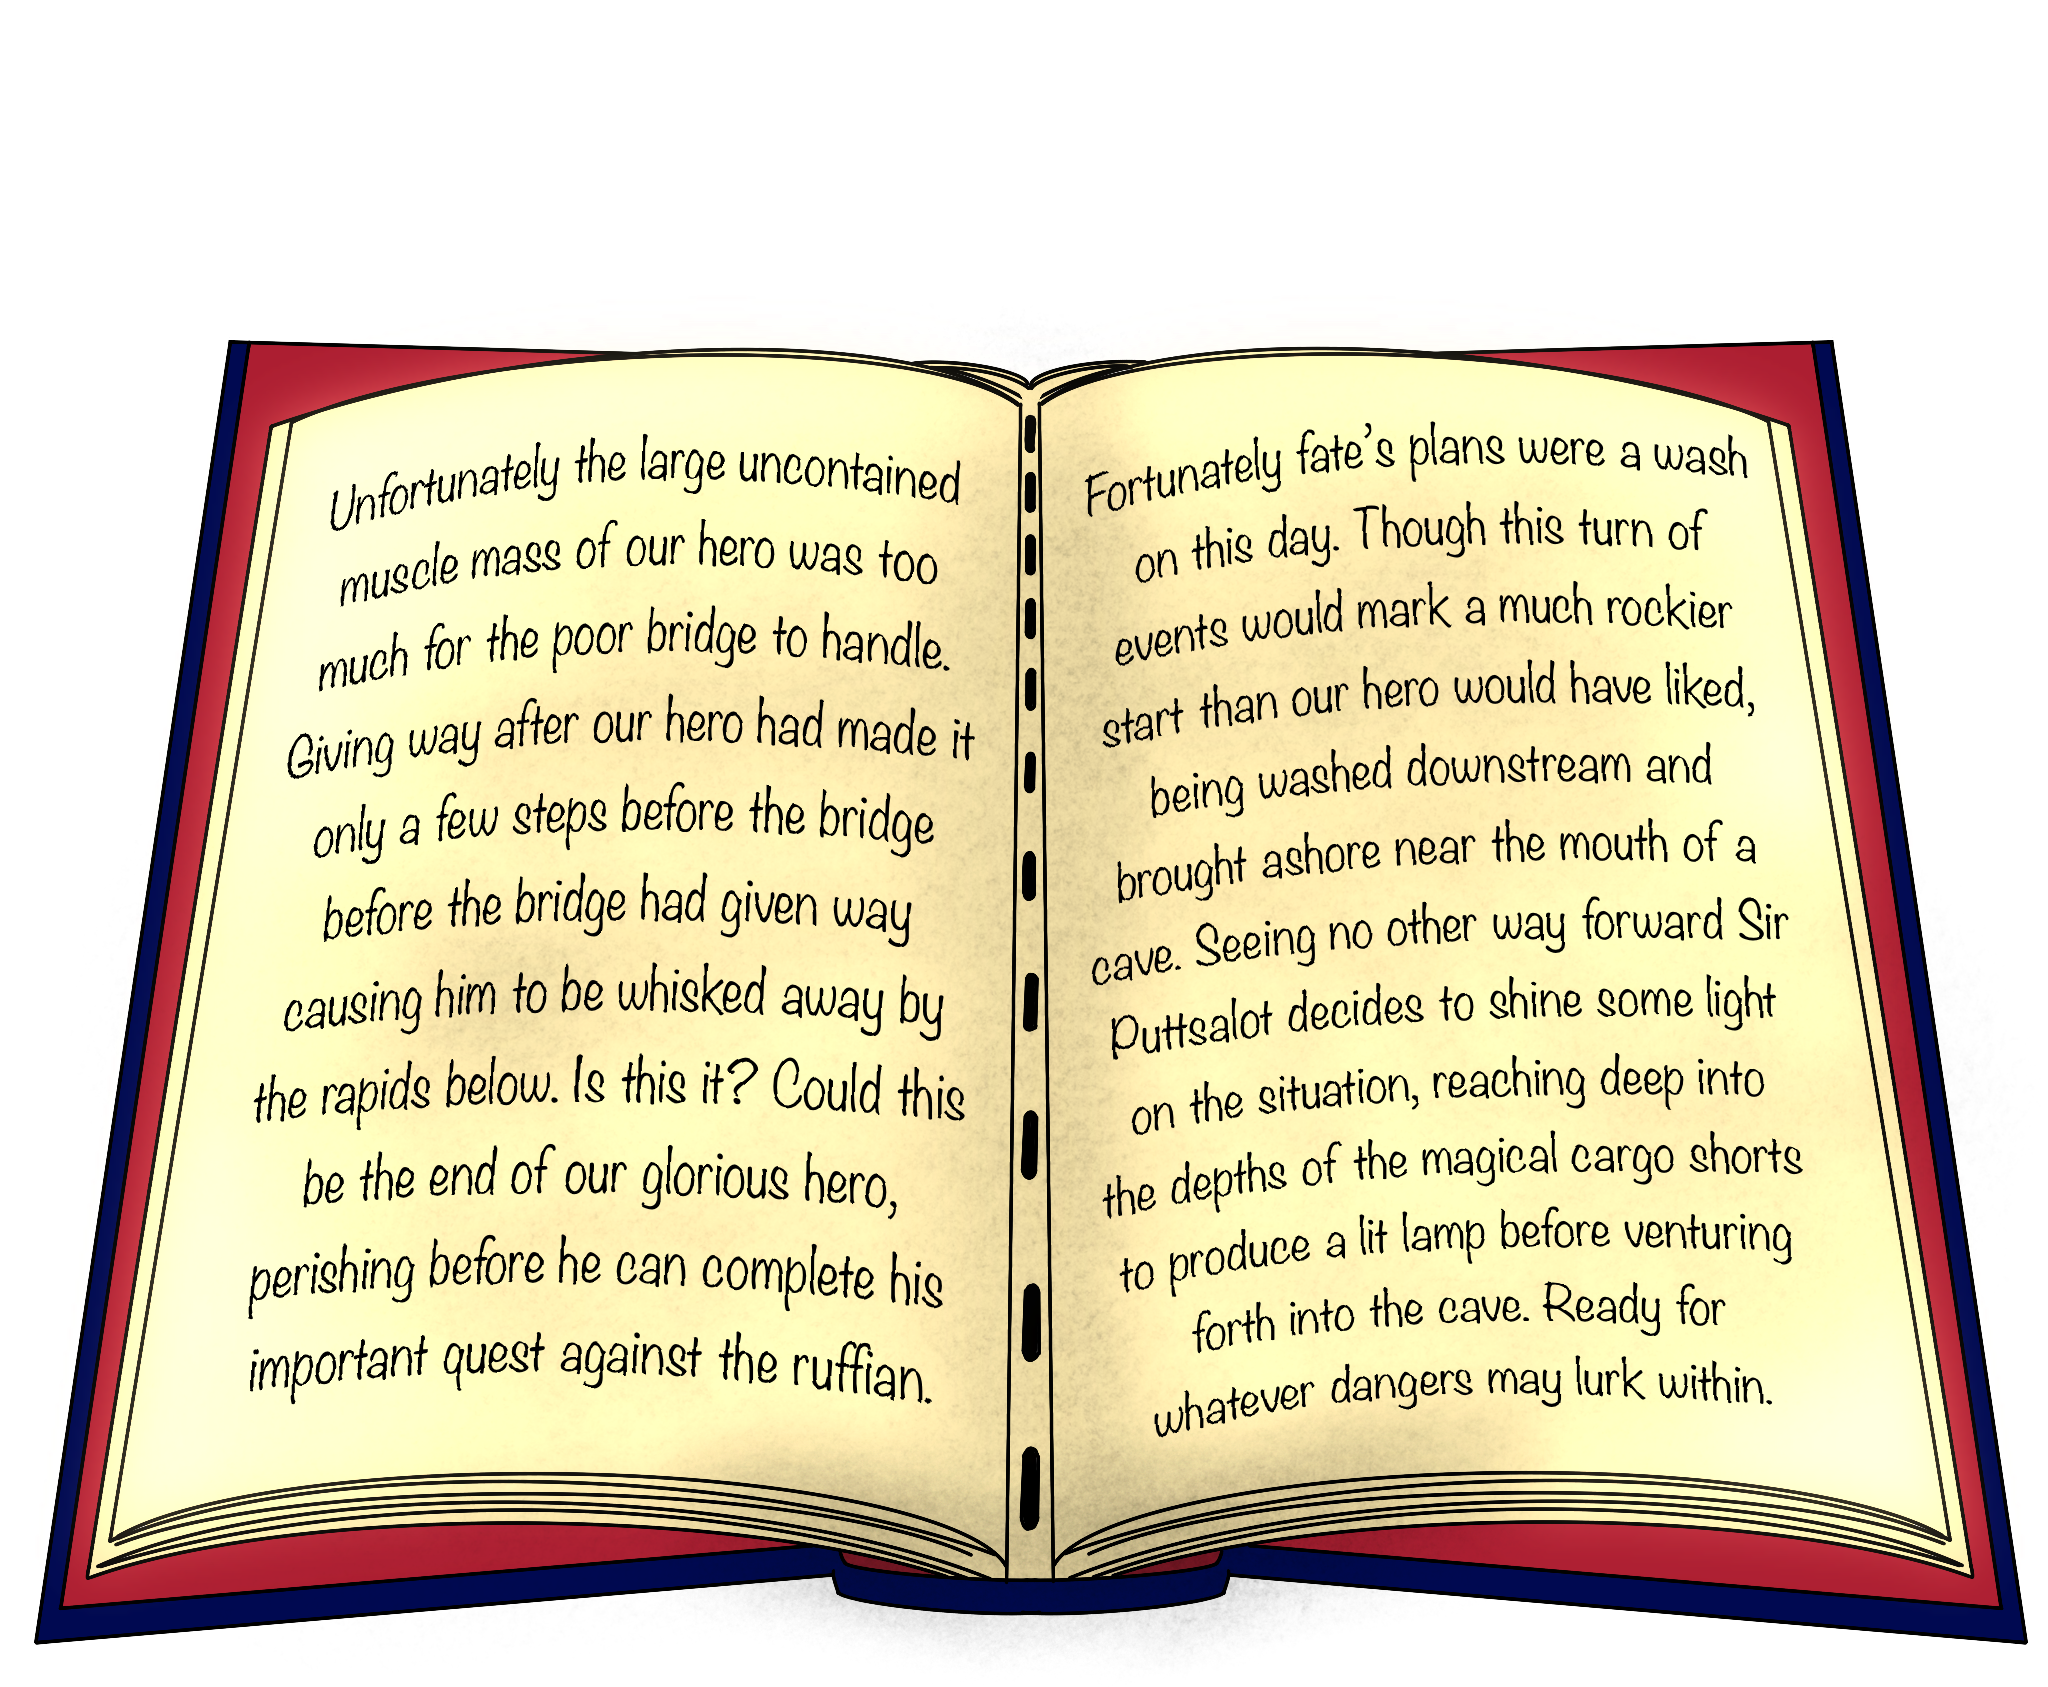 Unfortunately the large uncontained
muscle mass of our hero was too
much for the poor bridge to handle.
Giving way after our hero had made it
only a few steps before the bridge
before the bridge had given way
causing him to be whisked away by
the rapids below. Is this it? Could this
be the end of our glorious hero,
perishing before he can complete his
important quest against the ruffian.
Fortunately fate's plans were a wash
on this day. Though this turn of
events would mark a much rockier
start than our hero would have liked,
being washed downstream and
brought ashore near the mouth of a
cave. Seeing no other way forward Sir
Puttsalot decides to shine some light
on the situation, reaching deep into
the depths of the magical cargo shorts
to produce a lit lamp before venturing
forth into the cave. Ready for
whatever dangers may lurk within.